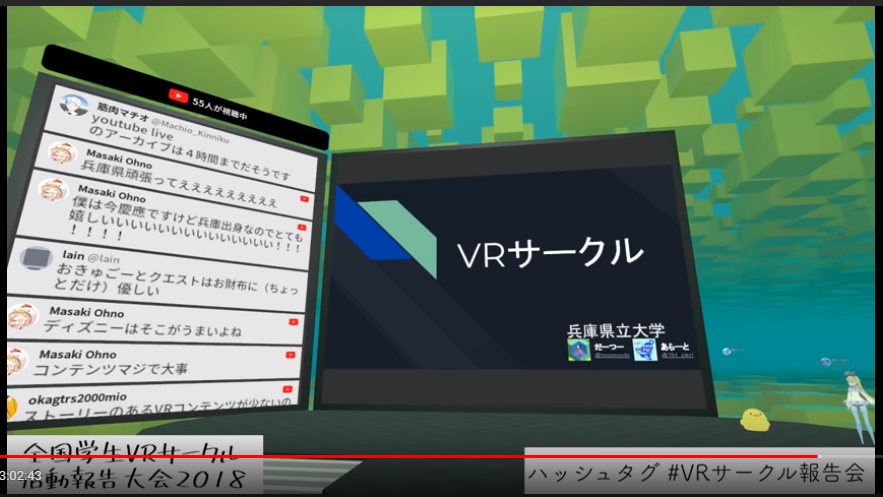 55人が視聴中
筋肉マチオ @Machio_Kinniku
youtube live
のアーカイブは４時間までだそうです
Masaki Ohno
兵庫県頑張ってえええええええええ
Masaki Ohno
僕は今慶應ですけど兵庫出身なのでとても
嬉しいいいいいいいいいいいいいい！！！
！！！！
lain @lain
おきゅごーとクエストはお財布に（ちょっ
とだけ）優しい
Masaki Ohno
ディズニーはそこがうまいよね
Masaki Ohno
コンテンツマジで大事
okagtrs2000mio
ストーリーのあるVRコンテンツが少ないの
VRサークル
兵庫県立大学
だーつー
あらーと
全国学生VRサークル
活動報告大会2018
3:02:43
ハッシュタグ #VRサークル報告会